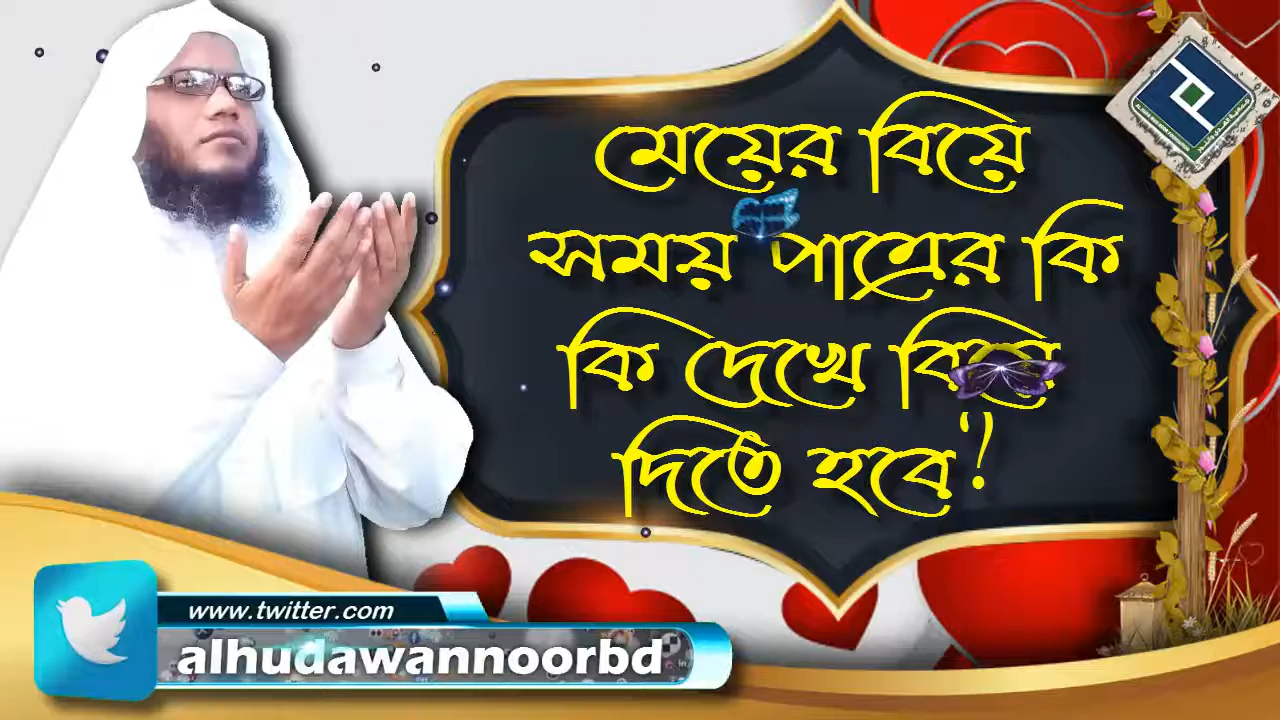 মেয়ের বিয়ে
সময় পাত্রের কি
কি দেখে বিয়ে
দিতে হবে?
www.twitter.com
alhudawannoorbd